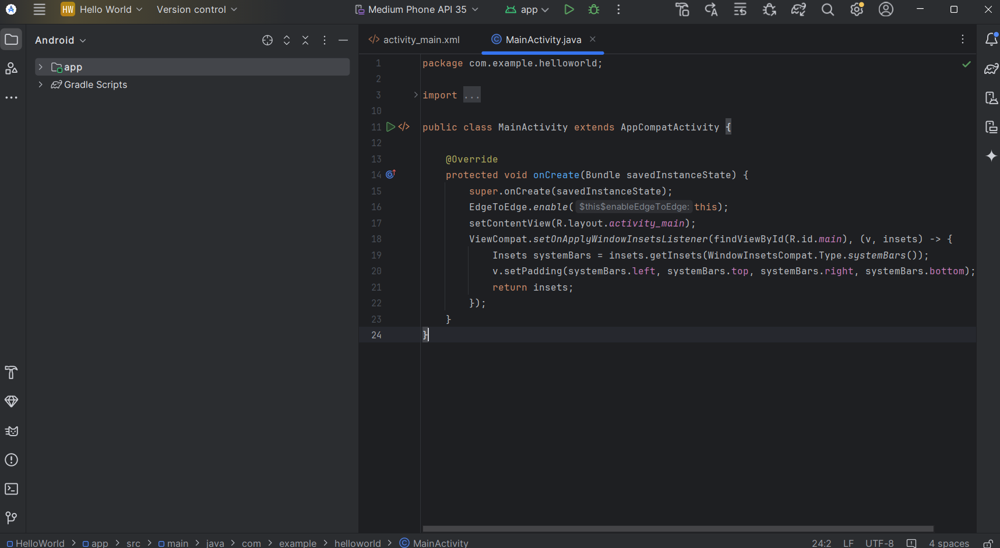 HW Hello World Version control Medium Phone API 35 app
Android
app
Gradle Scripts
activity_main.xml MainActivity.java
1 package com.example.helloworld;
2
3 import ...
10
11 public class MainActivity extends AppCompatActivity {
12
13 @Override
14 protected void onCreate(Bundle savedInstanceState) {
15 super.onCreate(savedInstanceState);
16 EdgeToEdge.enable( $this$enableEdgeToEdge: this);
17 setContentView(R.layout.activity_main);
18 ViewCompat.setOnApplyWindowInsetsListener(findViewById(R.id.main), (v, insets) -> {
19 Insets systemBars = insets.getInsets(WindowInsetsCompat.Type.systemBars());
20 v.setPadding(systemBars.left, systemBars.top, systemBars.right, systemBars.bottom);
21 return insets;
22 });
23 }
24 }
HelloWorld > app > src > main > java > com > example > helloworld > MainActivity 24:2 LF UTF-8 4 spaces